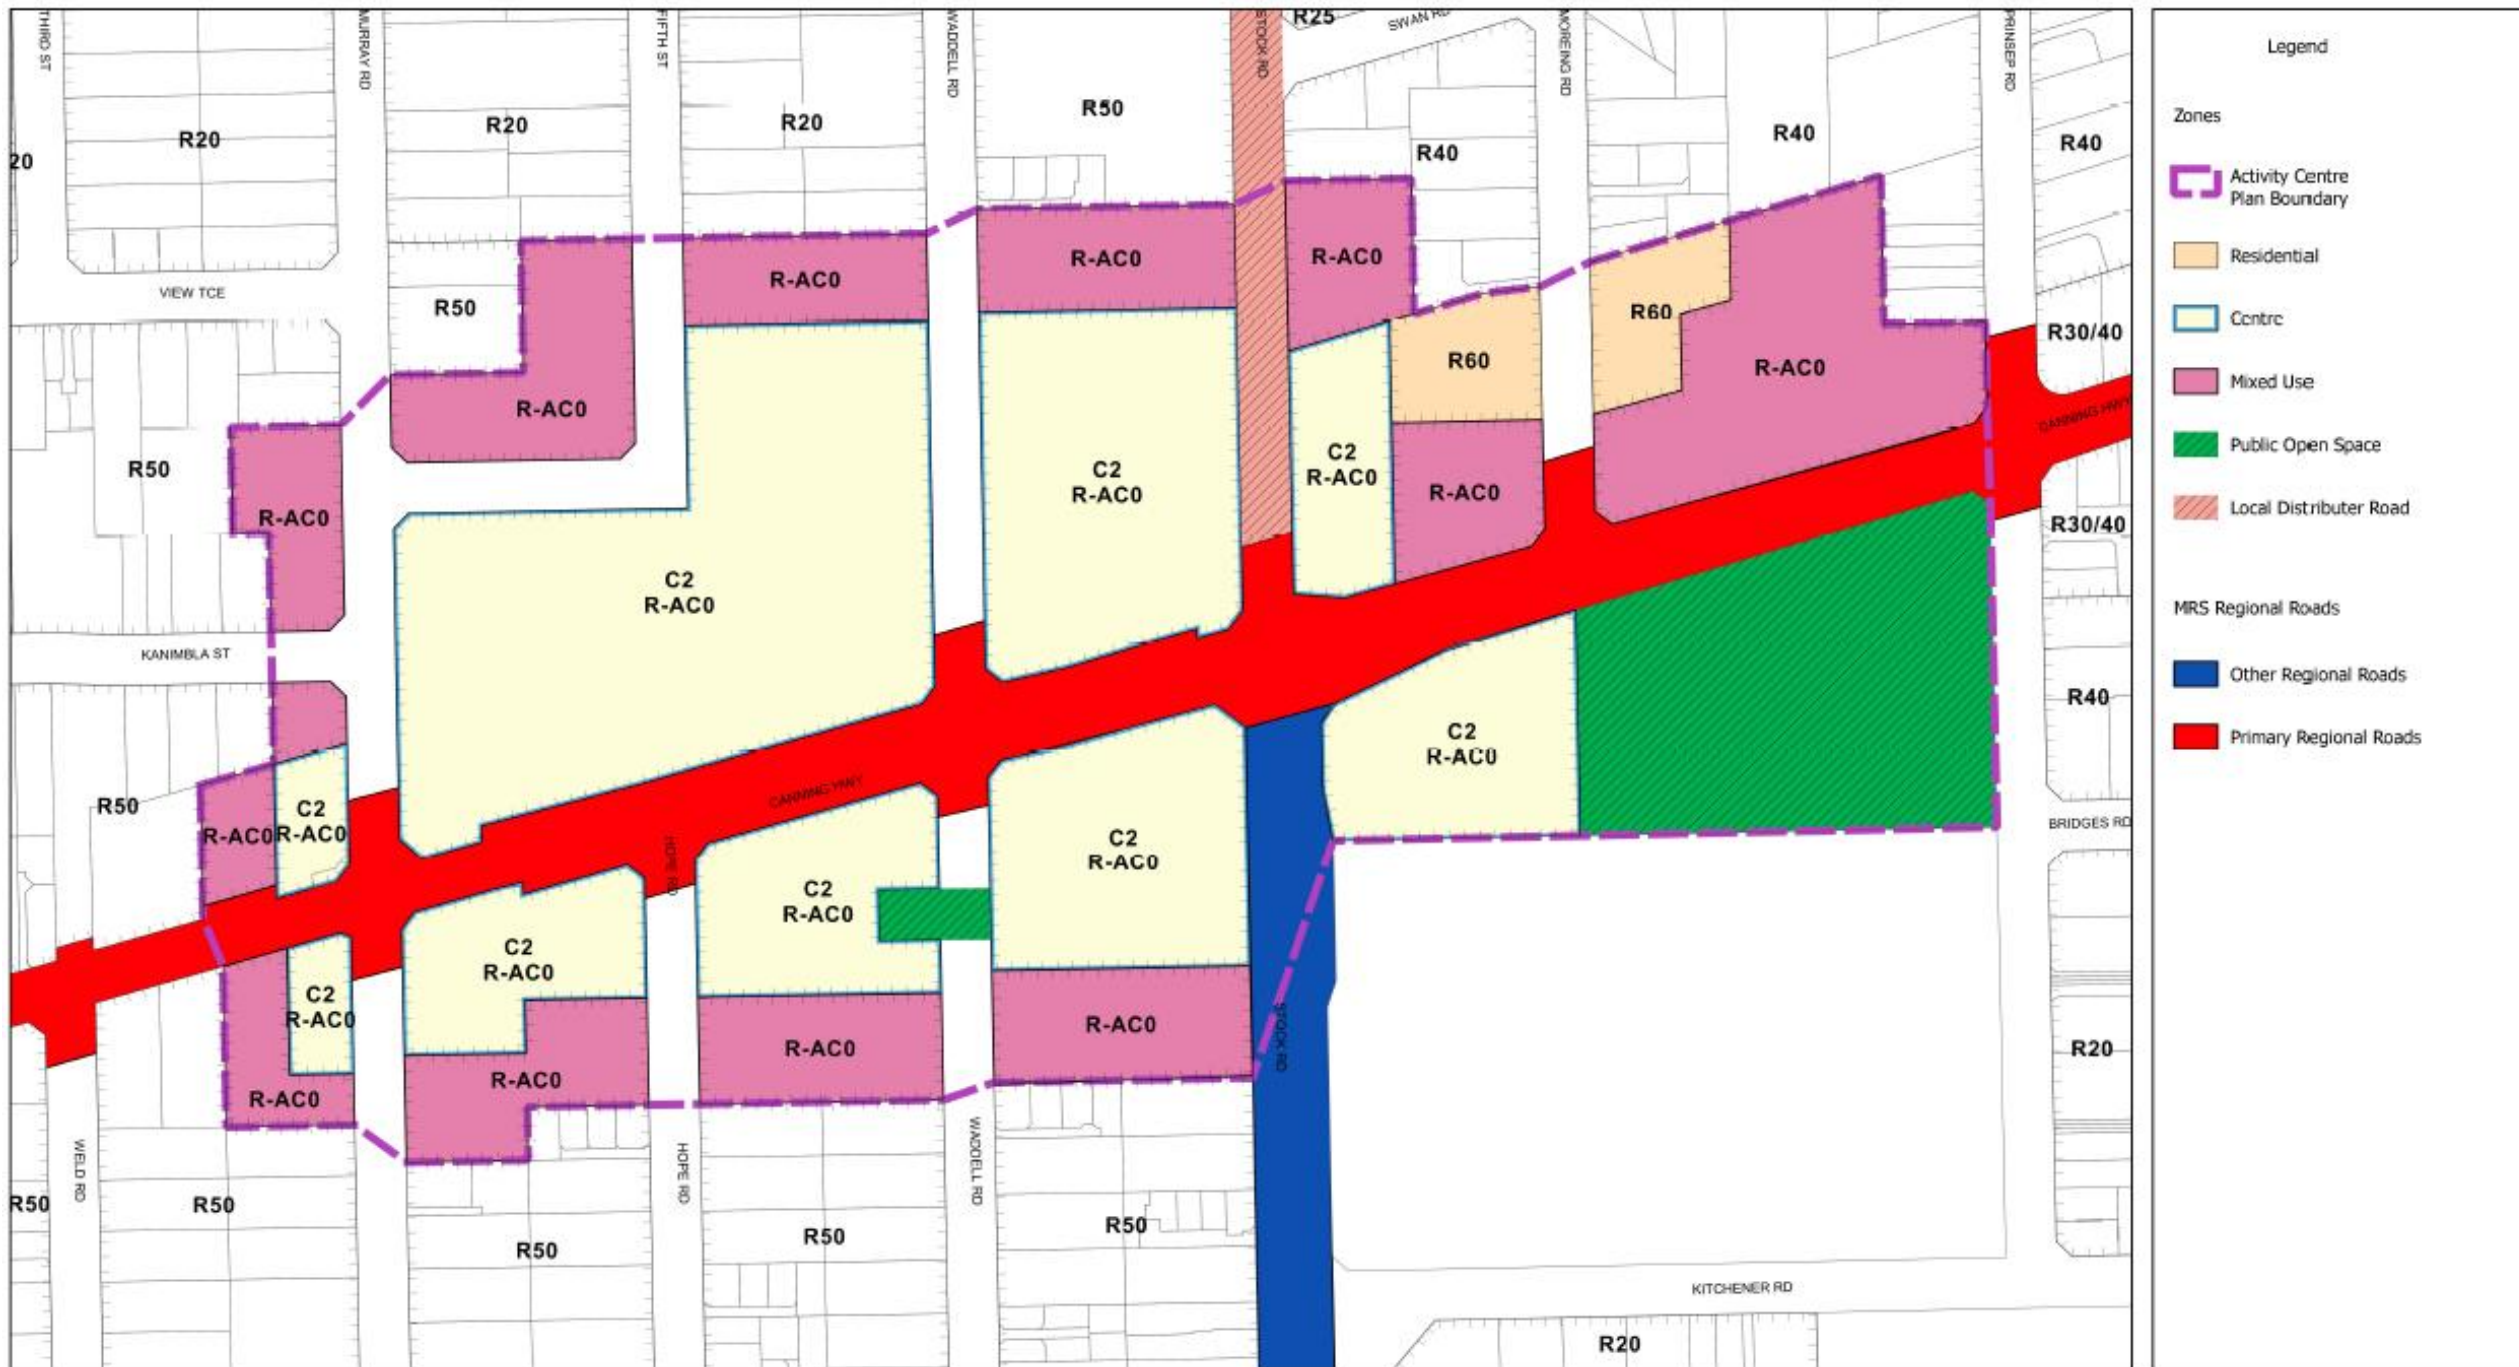 THIRD ST
MURRAY RD
FIFTH ST
WADDELL RD
STOCK RD
R25
SWAN RD
MOREING RD
PRINSEP RD
20
R20
R20
R20
R50
R40
R40
R40
VIEW TCE
R50
R-AC0
R-AC0
R-AC0
R60
R30/40
R-AC0
R60
R-AC0
CANNING HWY
R50
R-AC0
C2
R-AC0
C2
R-AC0
R-AC0
R30/40
C2
R-AC0
KANIMBLA ST
R40
C2
R-AC0
R50
R-AC0
C2
R-AC0
CANNING HWY
BRIDGES RD
HOPE RD
C2
R-AC0
C2
R-AC0
C2
R-AC0
C2
R-AC0
R-AC0
R-AC0
R-AC0
R-AC0
STOCK RD
R20
WELD RD
HOPE RD
WADDELL RD
R50
R50
R50
R50
R50
KITCHENER RD
R20
Legend
Zones
Activity Centre
Plan Boundary
Residential
Centre
Mixed Use
Public Open Space
Local Distributer Road
MRS Regional Roads
Other Regional Roads
Primary Regional Roads